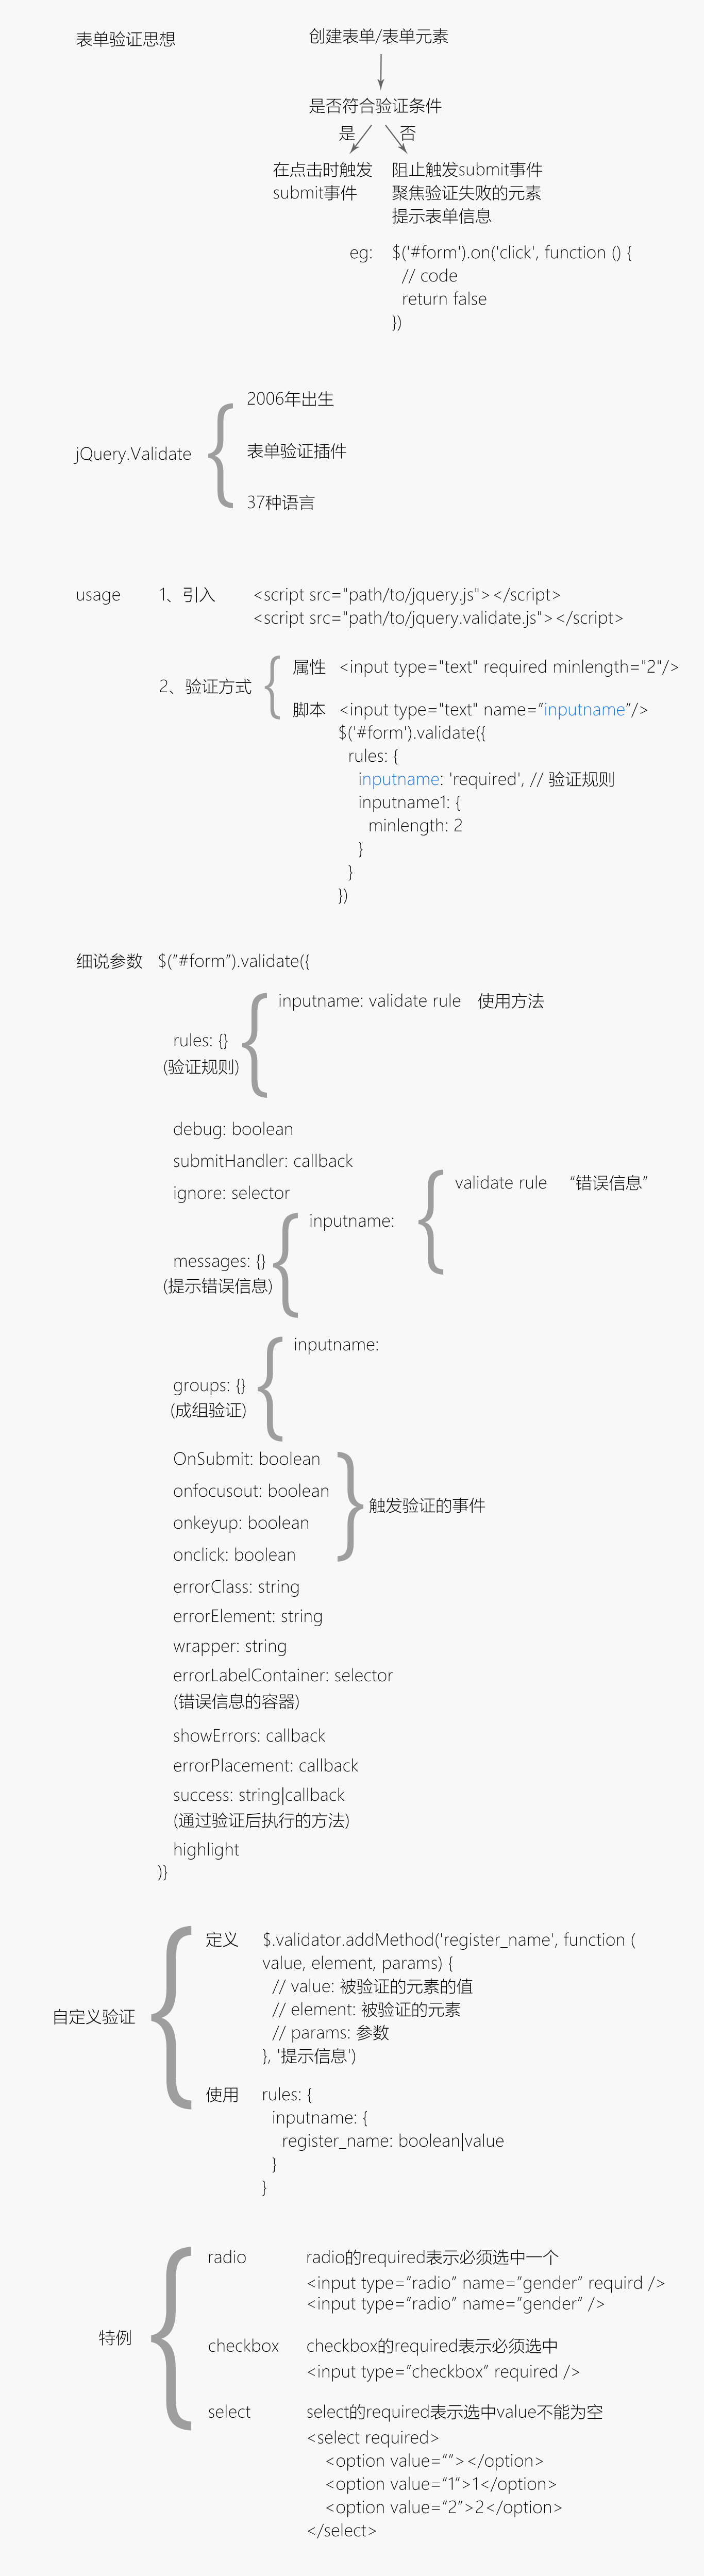 表单验证思想
创建表单/表单元素
是否符合验证条件
是
否
在点击时触发
submit事件
阻止触发submit事件
聚焦验证失败的元素
提示表单信息
eg:
$('#form').on('click', function () {
// code
return false
})
jQuery.Validate
2006年出生
表单验证插件
37种语言
usage
1、引入
<script src="path/to/jquery.js"></script>
<script src="path/to/jquery.validate.js"></script>
2、验证方式
属性
<input type="text" required minlength="2"/>
脚本
<input type="text" name=”inputname”/>
$('#form').validate({
rules: {
inputname: 'required', // 验证规则
inputname1: {
minlength: 2
}
}
})
细说参数
$(”#form”).validate({
inputname: validate rule 使用方法
rules: {}
(验证规则)
debug: boolean
submitHandler: callback
ignore: selector
validate rule “错误信息”
inputname:
messages: {}
(提示错误信息)
inputname:
groups: {}
(成组验证)
OnSubmit: boolean
onfocusout: boolean
onkeyup: boolean
onclick: boolean
触发验证的事件
errorClass: string
errorElement: string
wrapper: string
errorLabelContainer: selector
(错误信息的容器)
showErrors: callback
errorPlacement: callback
success: string|callback
(通过验证后执行的方法)
highlight
)}
自定义验证
定义
$.validator.addMethod('register_name', function (
value, element, params) {
// value: 被验证的元素的值
// element: 被验证的元素
// params: 参数
}, '提示信息')
使用
rules: {
inputname: {
register_name: boolean|value
}
}
特例
radio
radio的required表示必须选中一个
<input type=”radio” name=”gender” requird />
<input type=”radio” name=”gender” />
checkbox
checkbox的required表示必须选中
<input type=”checkbox” required />
select
select的required表示选中value不能为空
<select required>
<option value=””></option>
<option value=”1”>1</option>
<option value=”2”>2</option>
</select>